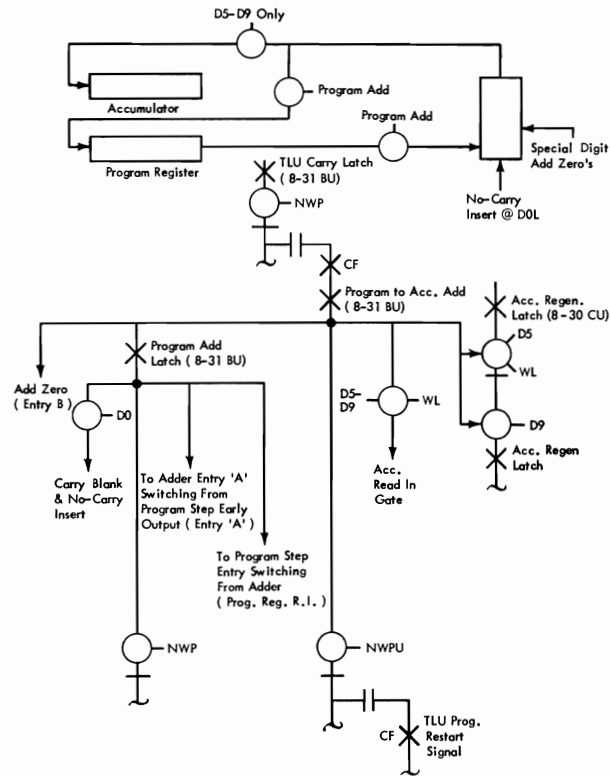 D5-D9 Only
Program Add
Accumulator
Program Add
Special Digit
Add Zero's
Program Register
TLU Carry Latch
( 8-31 BU)
No-Carry
Insert @ D0L
NWP
CF
Program to Acc. Add
( 8-31 BU)
Acc. Regen.
Latch (8-30 CU)
Program Add
Latch ( 8-31 BU)
D5
WL
Add Zero
( Entry B )
D0
D5-
D9
WL
D9
Carry Blank
& No-Carry
Insert
To Adder Entry 'A'
Switching From
Program Step Early
Output ( Entry 'A' )
Acc.
Read In
Gate
Acc. Regen
Latch
To Program Step
Entry Switching
From Adder
( Prog. Reg. R.I. )
NWP
NWPU
CF
TLU Prog.
Restart
Signal